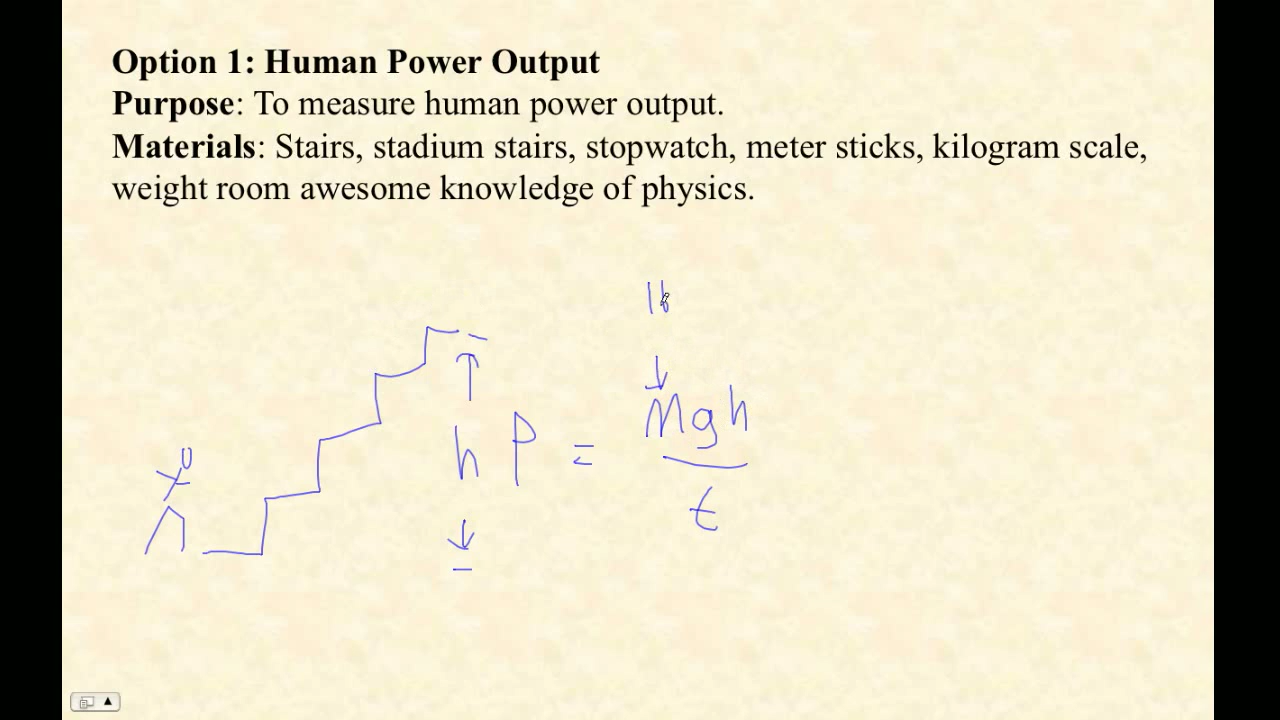 Option 1: Human Power Output
Purpose: To measure human power output.
Materials: Stairs, stadium stairs, stopwatch, meter sticks, kilogram scale,
weight room awesome knowledge of physics.
lb
h P = Mgh
t